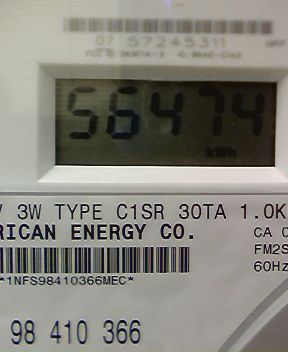 07 57245311
56474
kWh
V 3W TYPE C1SR 30TA 1.0K
RICAN ENERGY CO.
CA 0
FM2S
60Hz
*1NFS98410366MEC*
98 410 366